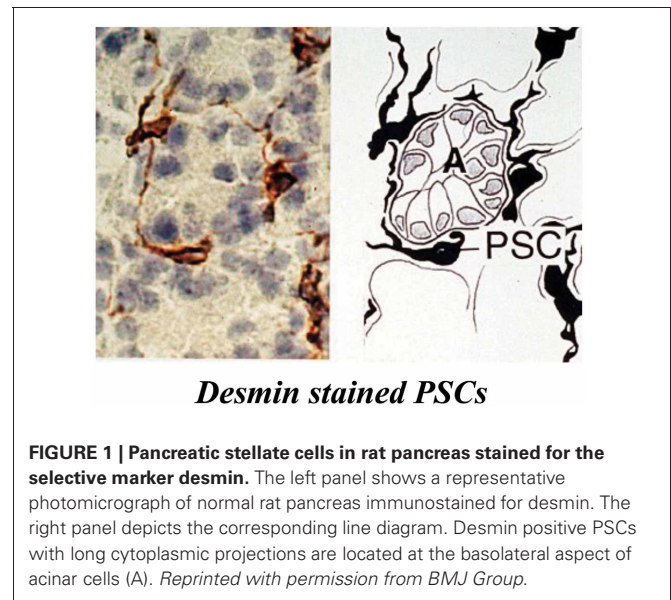 A
PSC
Desmin stained PSCs
FIGURE 1 | Pancreatic stellate cells in rat pancreas stained for the
selective marker desmin. The left panel shows a representative
photomicrograph of normal rat pancreas immunostained for desmin. The
right panel depicts the corresponding line diagram. Desmin positive PSCs
with long cytoplasmic projections are located at the basolateral aspect of
acinar cells (A). Reprinted with permission from BMJ Group.